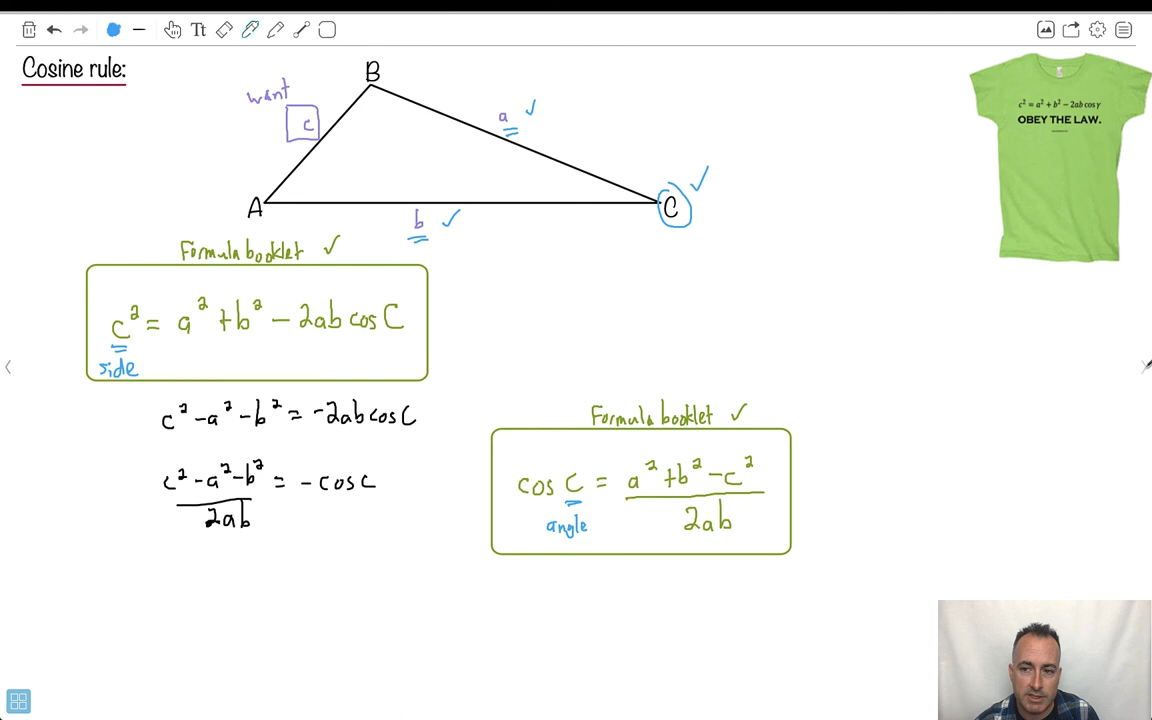 Tt
Cosine rule:
B
want
c
a ✓
A
b ✓
C ✓
c² = a² + b² − 2ab cos γ
OBEY THE LAW.
Formula booklet ✓
c² = a² + b² − 2ab cos C
side
c² − a² − b² = −2ab cos C
c² − a² − b² = − cos C
2ab
Formula booklet ✓
cos C = a² + b² − c²
2ab
angle